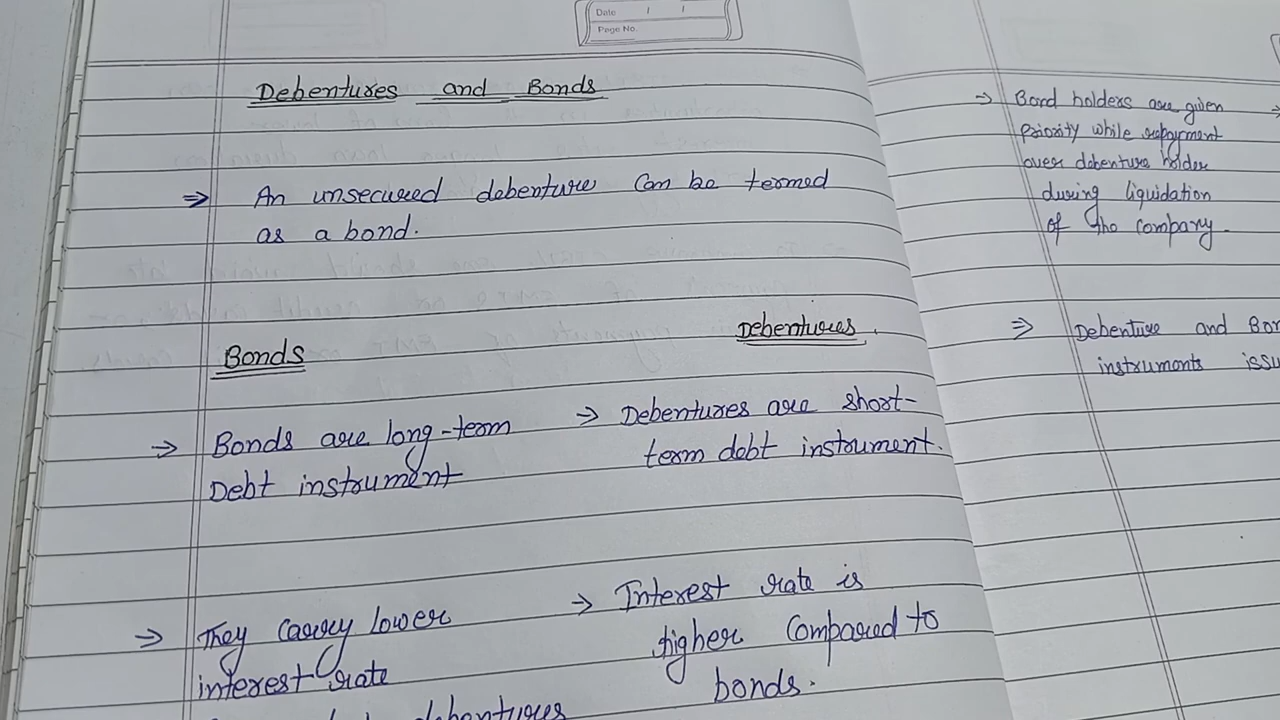 Date / /
Page No.
Debentures and Bonds
⇒ An unsecured debenture can be termed
as a bond.
Bonds
→ Bonds are long-term
Debt instrument
→ They carry lower
interest rate
debentures
Debentures.
→ Debentures are short-
term debt instrument.
→ Interest rate is
higher compared to
bonds.
→ Bond holders are given
priority while repayment
over debenture holder
during liquidation
of the company.
⇒ Debenture and
instruments